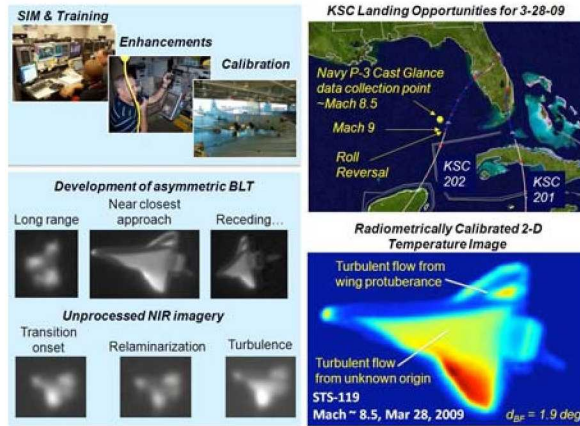 SIM & Training
Enhancements
Calibration
Development of asymmetric BLT
Long range
Near closest
approach
Receding...
Unprocessed NIR imagery
Transition
onset
Relaminarization
Turbulence
KSC Landing Opportunities for 3-28-09
Navy P-3 Cast Glance
data collection point
~Mach 8.5
Mach 9
Roll
Reversal
KSC
202
KSC
201
Radiometrically Calibrated 2-D
Temperature Image
Turbulent flow from
wing protuberance
Turbulent flow
from unknown origin
STS-119
Mach ~ 8.5, Mar 28, 2009
d_BF = 1.9 deg